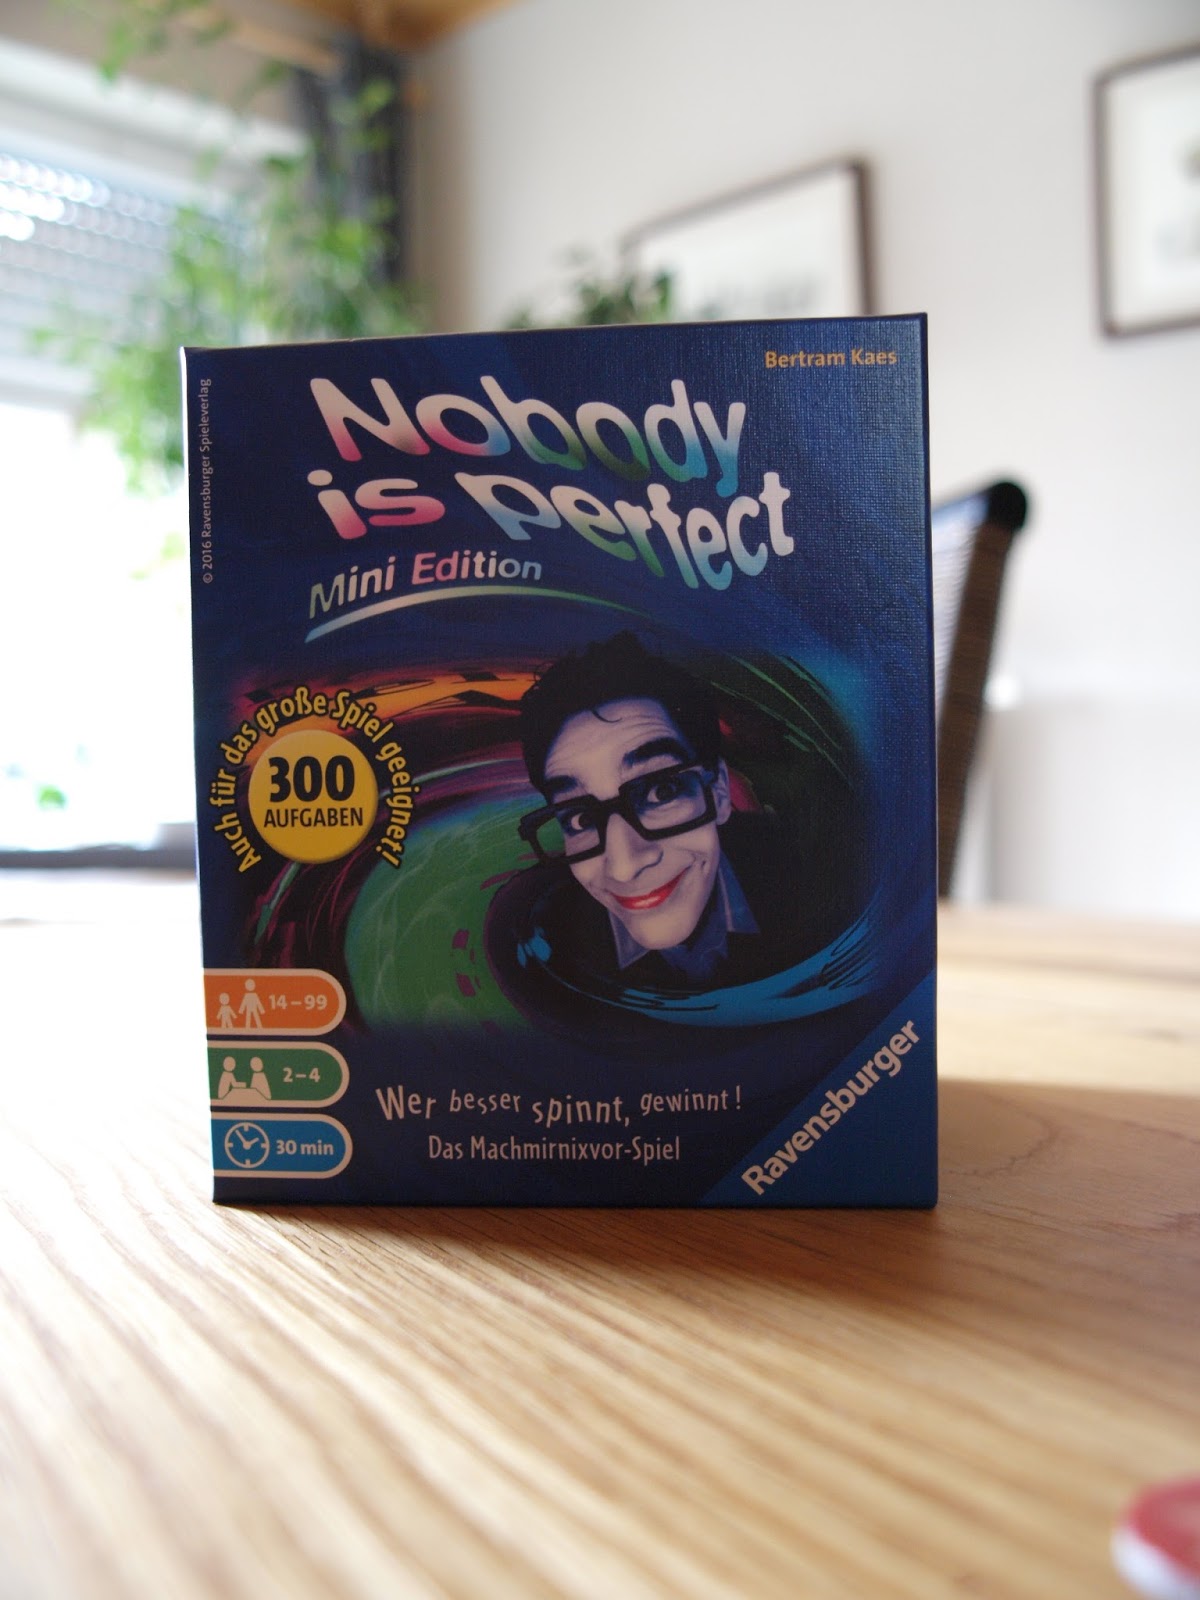 Bertram Kaes
© 2016 Ravensburger Spieleverlag
Nobody
is perfect
Mini Edition
Auch für das große Spiel geeignet!
300
AUFGABEN
14–99
2–4
30 min
Wer besser spinnt, gewinnt!
Das Machmirnixvor-Spiel
Ravensburger